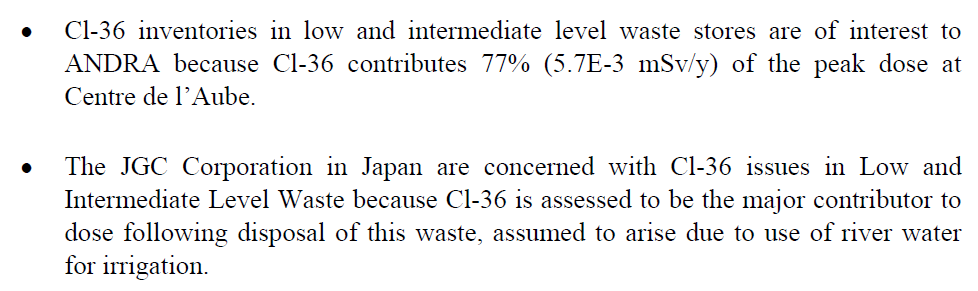 • Cl-36 inventories in low and intermediate level waste stores are of interest to
ANDRA because Cl-36 contributes 77% (5.7E-3 mSv/y) of the peak dose at
Centre de l’Aube.
• The JGC Corporation in Japan are concerned with Cl-36 issues in Low and
Intermediate Level Waste because Cl-36 is assessed to be the major contributor to
dose following disposal of this waste, assumed to arise due to use of river water
for irrigation.